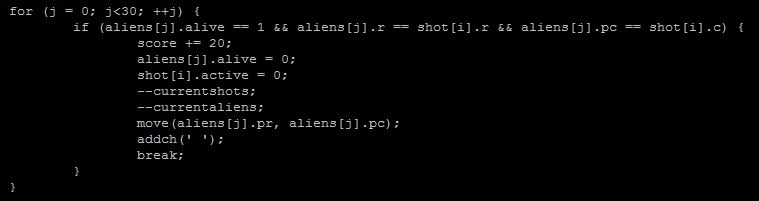 for (j = 0; j<30; ++j) {
        if (aliens[j].alive == 1 && aliens[j].r == shot[i].r && aliens[j].pc == shot[i].c) {
                score += 20;
                aliens[j].alive = 0;
                shot[i].active = 0;
                --currentshots;
                --currentaliens;
                move(aliens[j].pr, aliens[j].pc);
                addch(' ');
                break;
        }
}